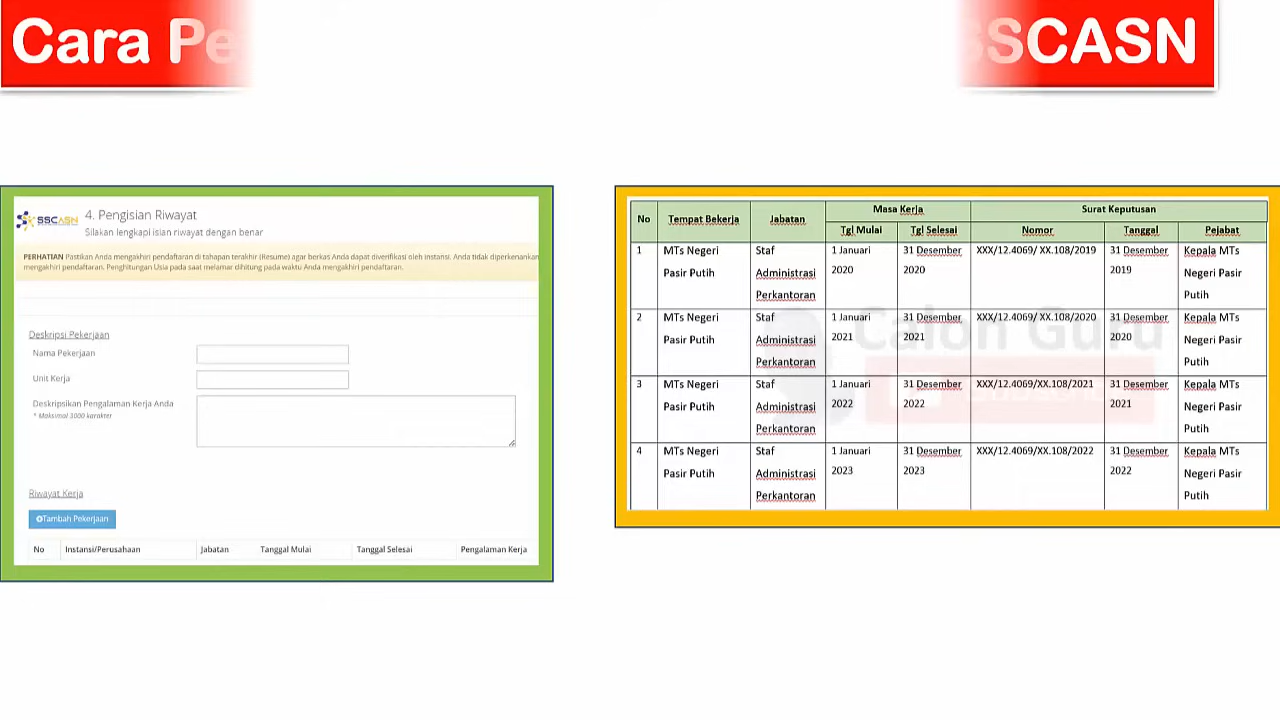 Cara Pe
SSCASN
SSCASN
4. Pengisian Riwayat
Silakan lengkapi isian riwayat dengan benar
PERHATIAN Pastikan Anda mengakhiri pendaftaran di tahapan terakhir (Resume) agar berkas Anda dapat diverifikasi oleh instansi. Anda tidak diperkenankan
mengakhiri pendaftaran. Penghitungan Usia pada saat melamar dihitung pada waktu Anda mengakhiri pendaftaran.
Deskripsi Pekerjaan
Nama Pekerjaan
Unit Kerja
Deskripsikan Pengalaman Kerja Anda
* Maksimal 3000 karakter
Riwayat Kerja
Tambah Pekerjaan
No Instansi/Perusahaan Jabatan Tanggal Mulai Tanggal Selesai Pengalaman Kerja
No Tempat Bekerja Jabatan Masa Kerja Surat Keputusan
Tgl Mulai Tgl Selesai Nomor Tanggal Pejabat
1 MTs Negeri Staf 1 Januari 31 Desember XXX/12.4069/ XX.108/2019 31 Desember Kepala MTs
Pasir Putih Administrasi 2020 2020 2019 Negeri Pasir
Perkantoran Putih
2 MTs Negeri Staf 1 Januari 31 Desember XXX/12.4069/ XX.108/2020 31 Desember Kepala MTs
Pasir Putih Administrasi 2021 2021 2020 Negeri Pasir
Perkantoran Putih
3 MTs Negeri Staf 1 Januari 31 Desember XXX/12.4069/XX.108/2021 31 Desember Kepala MTs
Pasir Putih Administrasi 2022 2022 2021 Negeri Pasir
Perkantoran Putih
4 MTs Negeri Staf 1 Januari 31 Desember XXX/12.4069/XX.108/2022 31 Desember Kepala MTs
Pasir Putih Administrasi 2023 2023 2022 Negeri Pasir
Perkantoran Putih
Calon Guru